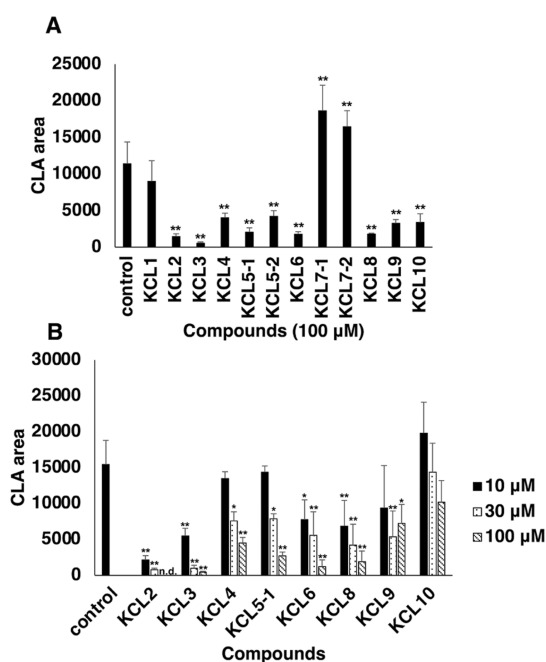 A
25000
20000
15000
10000
5000
0
CLA area
** ** ** ** ** ** ** ** ** ** **
control KCL1 KCL2 KCL3 KCL4 KCL5-1 KCL5-2 KCL6 KCL7-1 KCL7-2 KCL8 KCL9 KCL10
Compounds (100 µM)
B
30000
25000
20000
15000
10000
5000
0
CLA area
** ** n.d. ** ** ** * ** * ** * ** ** ** ** ** ** *
control KCL2 KCL3 KCL4 KCL5-1 KCL6 KCL8 KCL9 KCL10
Compounds
10 µM
30 µM
100 µM